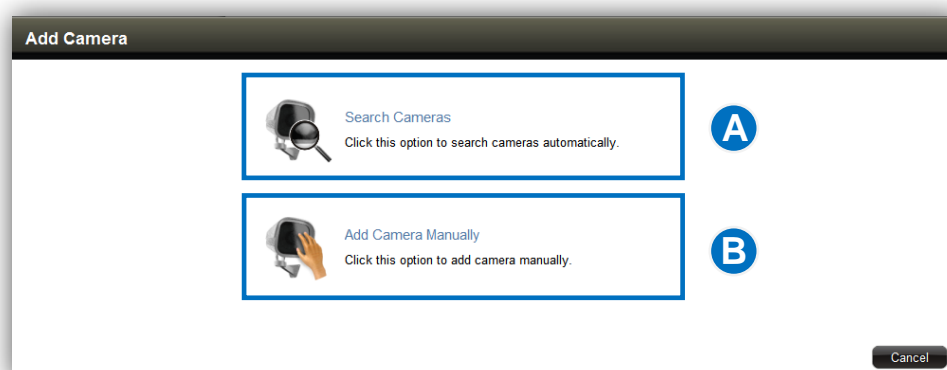 Add Camera
Search Cameras
Click this option to search cameras automatically.
A
Add Camera Manually
Click this option to add camera manually.
B
Cancel